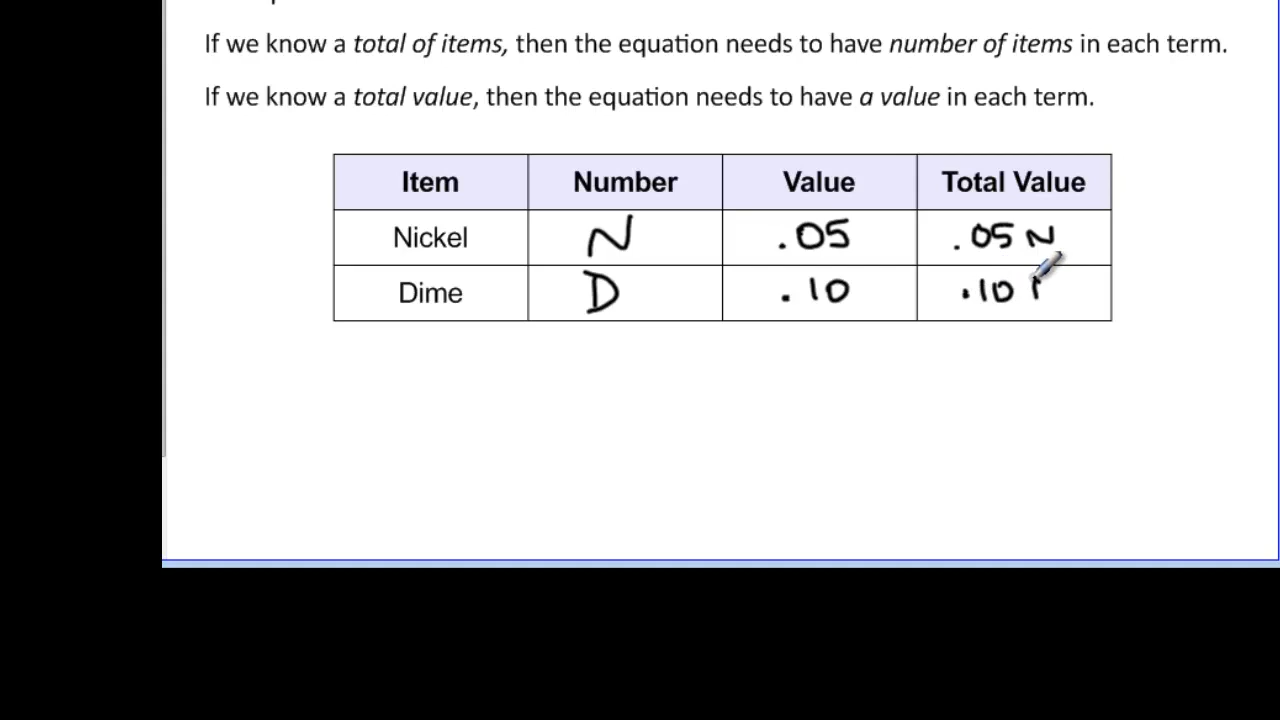 If we know a total of items, then the equation needs to have number of items in each term.
If we know a total value, then the equation needs to have a value in each term.
Item Number Value Total Value
Nickel N .05 .05 N
Dime D .10 .10